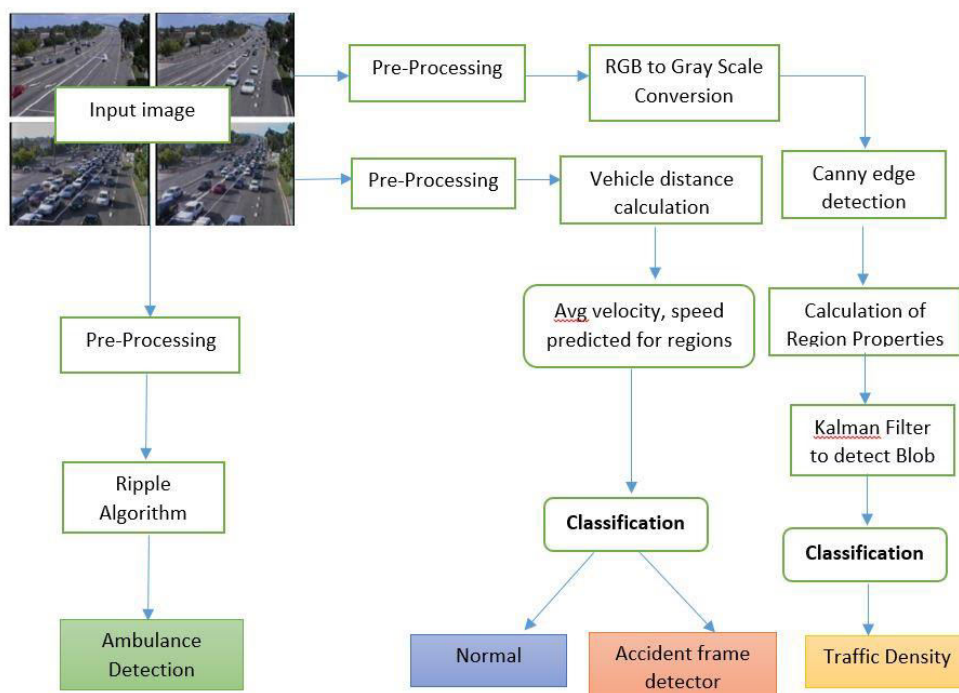 Input image
Pre-Processing
RGB to Gray Scale
Conversion
Pre-Processing
Vehicle distance
calculation
Canny edge
detection
Avg velocity, speed
predicted for regions
Calculation of
Region Properties
Pre-Processing
Kalman Filter
to detect Blob
Ripple
Algorithm
Classification
Classification
Ambulance
Detection
Normal
Accident frame
detector
Traffic Density